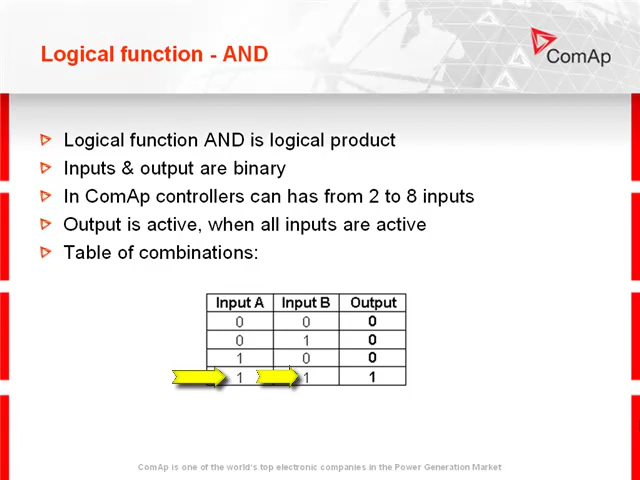 Logical function - AND
ComAp
Logical function AND is logical product
Inputs & output are binary
In ComAp controllers can has from 2 to 8 inputs
Output is active, when all inputs are active
Table of combinations:
Input A Input B Output
0 0 0
0 1 0
1 0 0
1 1 1
ComAp is one of the world's top electronic companies in the Power Generation Market